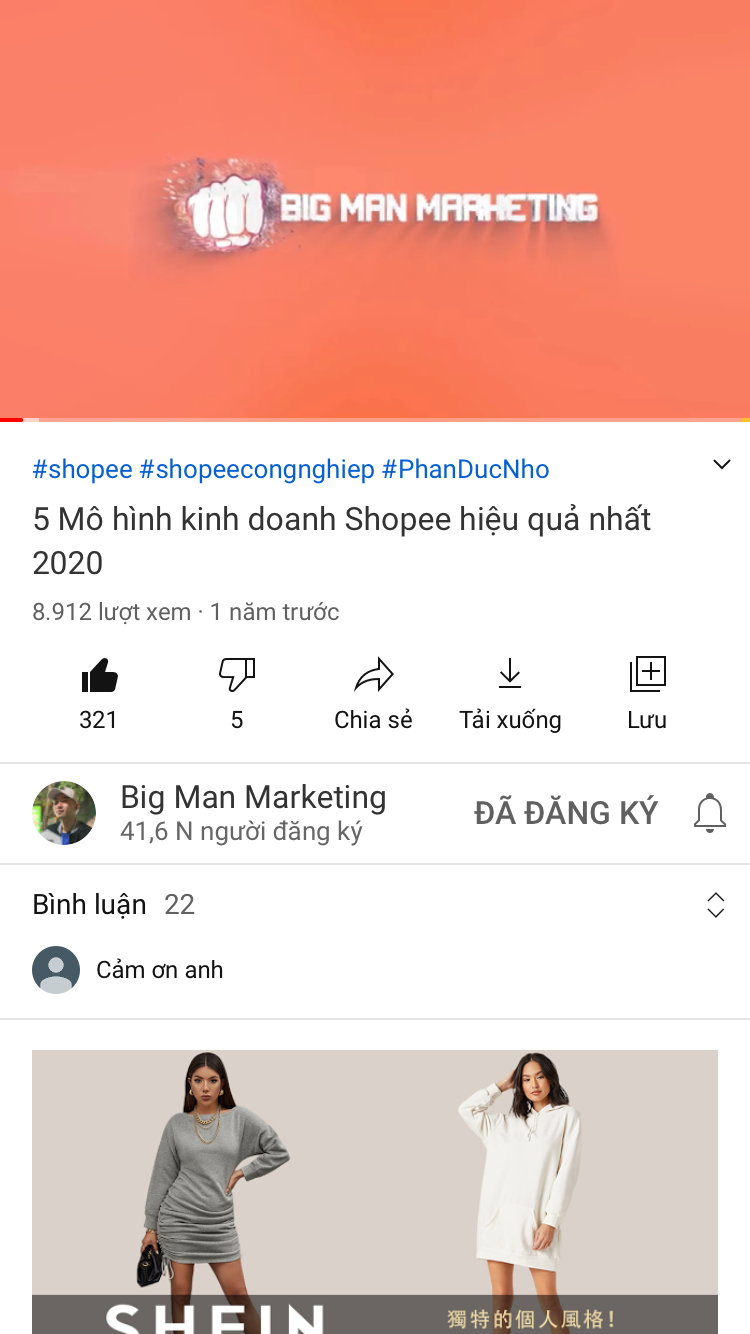 BIG MAN MARKETING
#shopee #shopeecongnghiep #PhanDucNho
5 Mô hình kinh doanh Shopee hiệu quả nhất
2020
8.912 lượt xem · 1 năm trước
321
5
Chia sẻ
Tải xuống
Lưu
Big Man Marketing
41,6 N người đăng ký
ĐÃ ĐĂNG KÝ
Bình luận 22
Cảm ơn anh
SHEIN
獨特的個人風格!